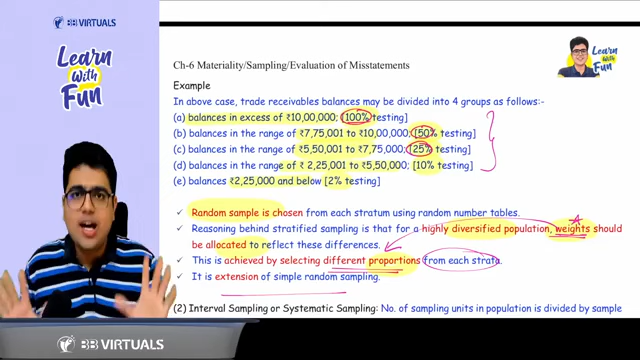 BB VIRTUALS
Learn
With
Fun
Learn
With
Fun
Ch-6 Materiality/Sampling/Evaluation of Misstatements
Example
In above case, trade receivables balances may be divided into 4 groups as follows:-
(a) balances in excess of ₹10,00,000; [100% testing]
(b) balances in the range of ₹7,75,001 to ₹10,00,000; [50% testing]
(c) balances in the range of ₹5,50,001 to ₹7,75,000; [25% testing]
(d) balances in the range of ₹ 2,25,001 to ₹5,50,000; [10% testing]
(e) balances ₹2,25,000 and below [2% testing]
✓ Random sample is chosen from each stratum using random number tables.
✓ Reasoning behind stratified sampling is that for a highly diversified population, weights should
be allocated to reflect these differences.
✓ This is achieved by selecting different proportions from each strata.
✓ It is extension of simple random sampling.
(2) Interval Sampling or Systematic Sampling: No. of sampling units in population is divided by sample
BB VIRTUALS